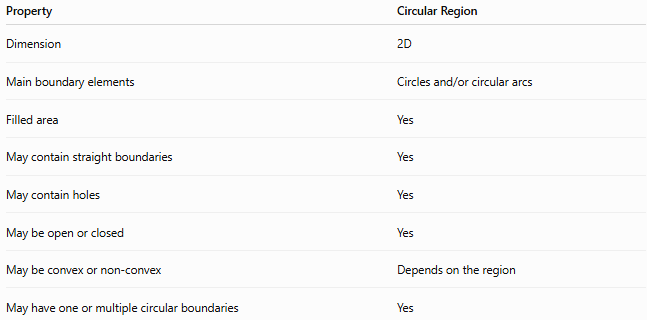 Property Circular Region
Dimension 2D
Main boundary elements Circles and/or circular arcs
Filled area Yes
May contain straight boundaries Yes
May contain holes Yes
May be open or closed Yes
May be convex or non-convex Depends on the region
May have one or multiple circular boundaries Yes